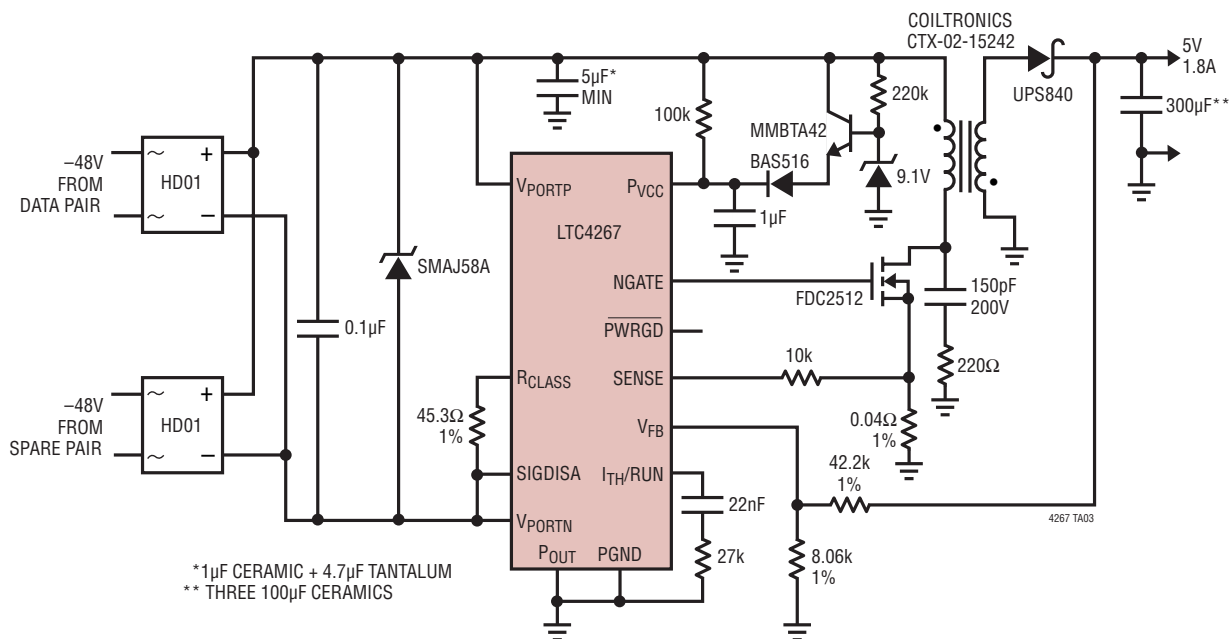 COILTRONICS
CTX-02-15242
5V
1.8A
UPS840
300µF**
5µF*
MIN
100k
220k
MMBTA42
BAS516
9.1V
–48V
FROM
DATA PAIR
~
~
+
–
HD01
VPORTP
PVCC
LTC4267
1µF
SMAJ58A
NGATE
FDC2512
150pF
200V
0.1µF
PWRGD
10k
220Ω
–48V
FROM
SPARE PAIR
~
~
+
–
HD01
RCLASS
SENSE
45.3Ω
1%
0.04Ω
1%
VFB
42.2k
1%
SIGDISA
ITH/RUN
22nF
VPORTN
4267 TA03
POUT
PGND
27k
8.06k
1%
*1µF CERAMIC + 4.7µF TANTALUM
** THREE 100µF CERAMICS